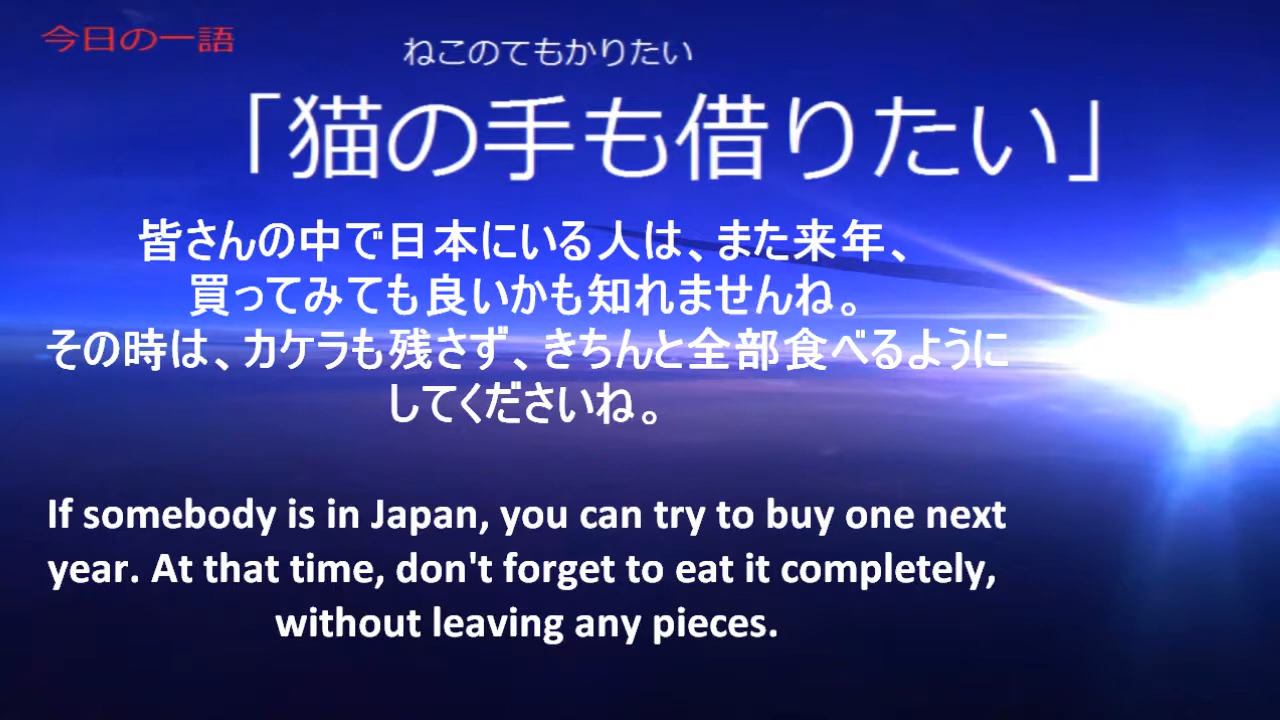 今日の一語
ねこのてもかりたい
「猫の手も借りたい」
皆さんの中で日本にいる人は、また来年、
買ってみても良いかも知れませんね。
その時は、カケラも残さず、きちんと全部食べるように
してくださいね。
If somebody is in Japan, you can try to buy one next
year. At that time, don't forget to eat it completely,
without leaving any pieces.